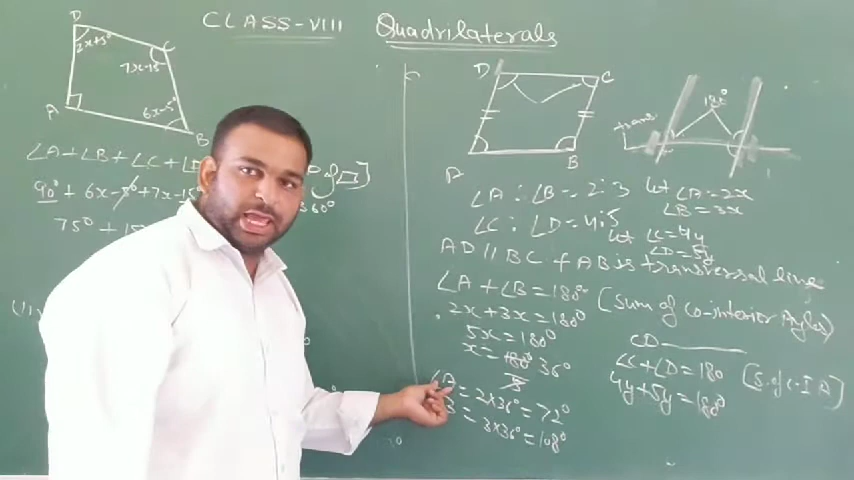 CLASS-VIII Quadrilaterals
D
2x+5°
C
7x-15°
6x-5°
A
B
∠A+∠B+∠C+∠D
360°
90°+6x-5°+7x-15°
75°+15
D C
B
A
180°
trans.
∠A : ∠B = 2:3 let ∠A=2x
∠B=3x
∠C : ∠D = 4:5 let ∠C=4y
∠D=5y
AD || BC & AB is transversal line
∠A+∠B=180° (Sum of co-interior Angles)
2x+3x=180°
5x=180°
x=180° 36°
5
∠A = 2×36°=72°
B = 3×36°=108°
CD
∠C+∠D=180 [S. of C-I A]
4y+5y=180°